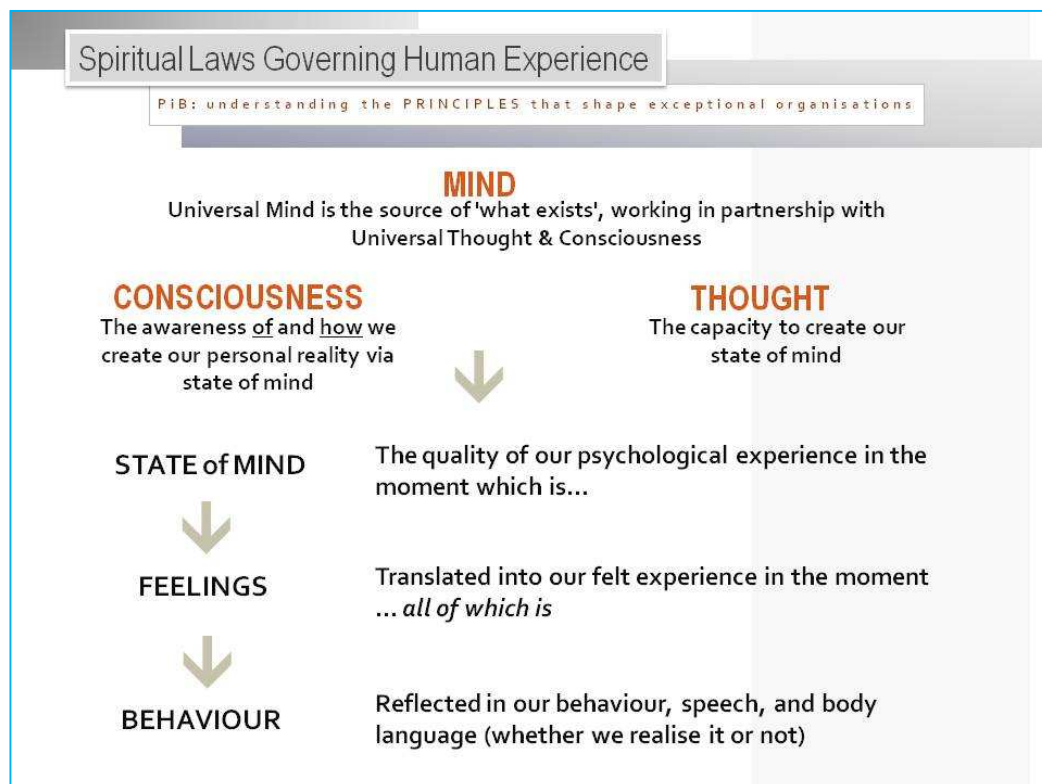 Spiritual Laws Governing Human Experience
PiB: understanding the PRINCIPLES that shape exceptional organisations
MIND
Universal Mind is the source of 'what exists', working in partnership with
Universal Thought & Consciousness
CONSCIOUSNESS
The awareness of and how we
create our personal reality via
state of mind
THOUGHT
The capacity to create our
state of mind
STATE of MIND
The quality of our psychological experience in the
moment which is...
FEELINGS
Translated into our felt experience in the moment
... all of which is
BEHAVIOUR
Reflected in our behaviour, speech, and body
language (whether we realise it or not)